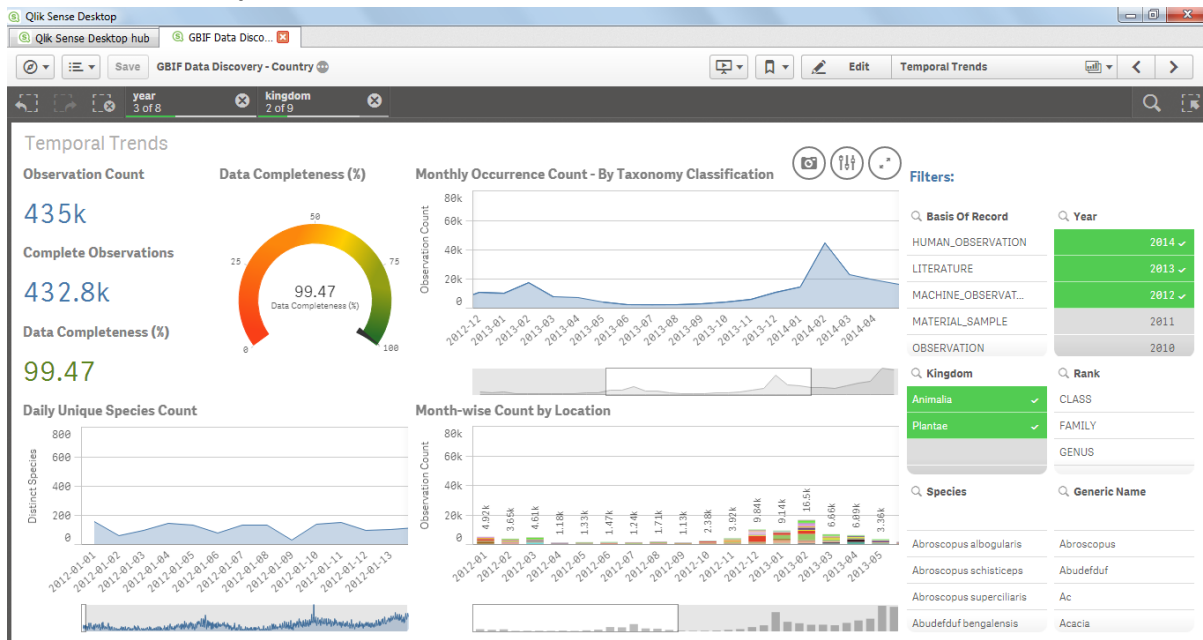 Qlik Sense Desktop
Qlik Sense Desktop hub
GBIF Data Disco...
Save
GBIF Data Discovery - Country
Edit
Temporal Trends
year
3 of 8
kingdom
2 of 9
Temporal Trends
Observation Count
435k
Complete Observations
432.8k
Data Completeness (%)
99.47
Data Completeness (%)
0
25
50
75
100
99.47
Data Completeness (%)
Monthly Occurrence Count - By Taxonomy Classification
Observation Count
80k
60k
40k
20k
0
2012-12
2013-01
2013-02
2013-03
2013-04
2013-05
2013-06
2013-07
2013-08
2013-09
2013-10
2013-11
2013-12
2014-01
2014-02
2014-03
2014-04
Filters:
Basis Of Record
HUMAN_OBSERVATION
LITERATURE
MACHINE_OBSERVAT...
MATERIAL_SAMPLE
OBSERVATION
Year
2014
2013
2012
2011
2010
Kingdom
Animalia
Plantae
Rank
CLASS
FAMILY
GENUS
Daily Unique Species Count
Distinct Species
800
600
400
200
0
2012-01-01
2012-01-02
2012-01-03
2012-01-04
2012-01-05
2012-01-06
2012-01-07
2012-01-08
2012-01-09
2012-01-10
2012-01-11
2012-01-12
2012-01-13
Month-wise Count by Location
Observation Count
80k
60k
40k
20k
0
4.92k
3.65k
4.61k
1.18k
1.33k
1.47k
1.24k
1.71k
1.13k
2.38k
3.92k
9.84k
9.14k
16.5k
6.66k
6.09k
3.36k
2012-01
2012-02
2012-03
2012-04
2012-05
2012-06
2012-07
2012-08
2012-09
2012-10
2012-11
2012-12
2013-01
2013-02
2013-03
2013-04
2013-05
Species
Abroscopus albogularis
Abroscopus schisticeps
Abroscopus superciliaris
Abudefduf bengalensis
Generic Name
Abroscopus
Abudefduf
Ac
Acacia